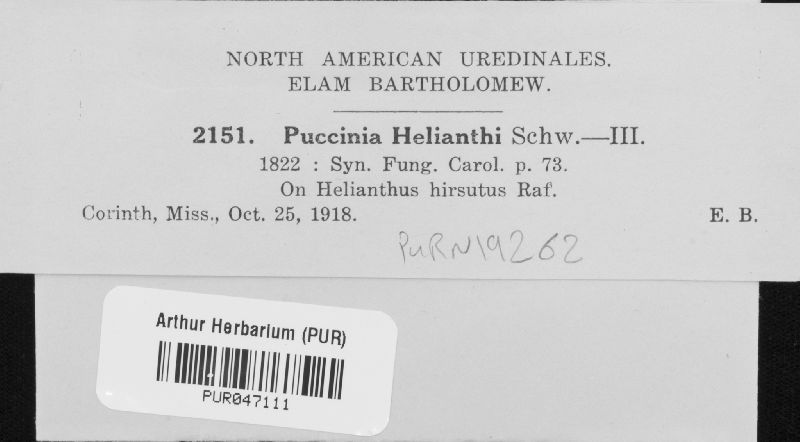 NORTH AMERICAN UREDINALES.
ELAM BARTHOLOMEW.
2151. Puccinia Helianthi Schw.—III.
1822 : Syn. Fung. Carol. p. 73.
On Helianthus hirsutus Raf.
Corinth, Miss., Oct. 25, 1918. E. B.
PURN19262
Arthur Herbarium (PUR)
PUR047111